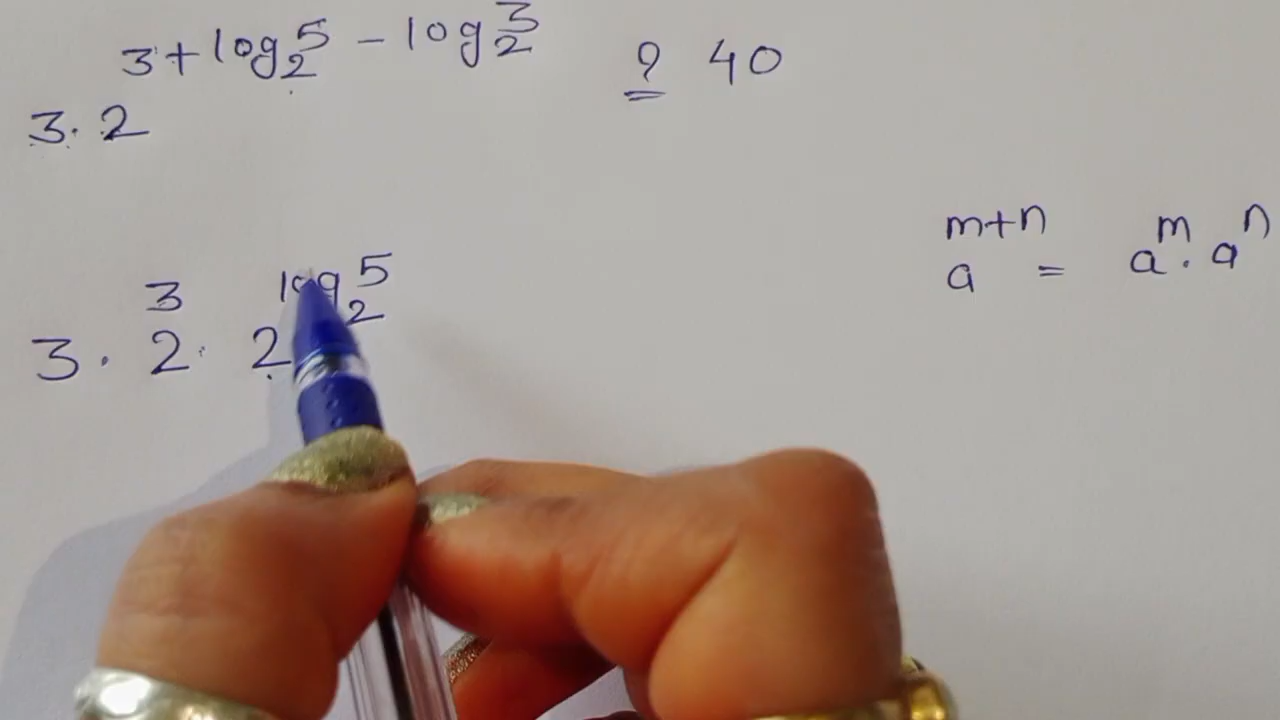 3+log₂5 − log₂3 ? 40
3·2
m+n m n
a = a · a
3 log₂5
3 · 2 · 2